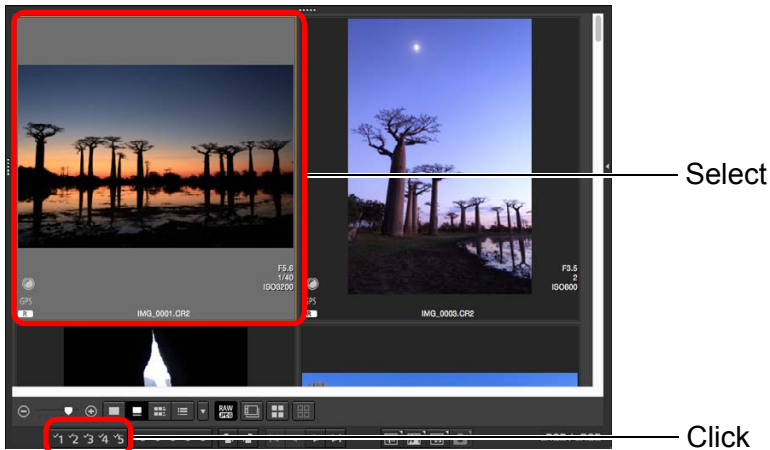 F5.6
1/40
ISO3200
GPS
R
IMG_0001.CR2
F3.5
2
ISO800
GPS
R
IMG_0003.CR2
Select
RAW
JPEG
1 2 3 4 5
Click